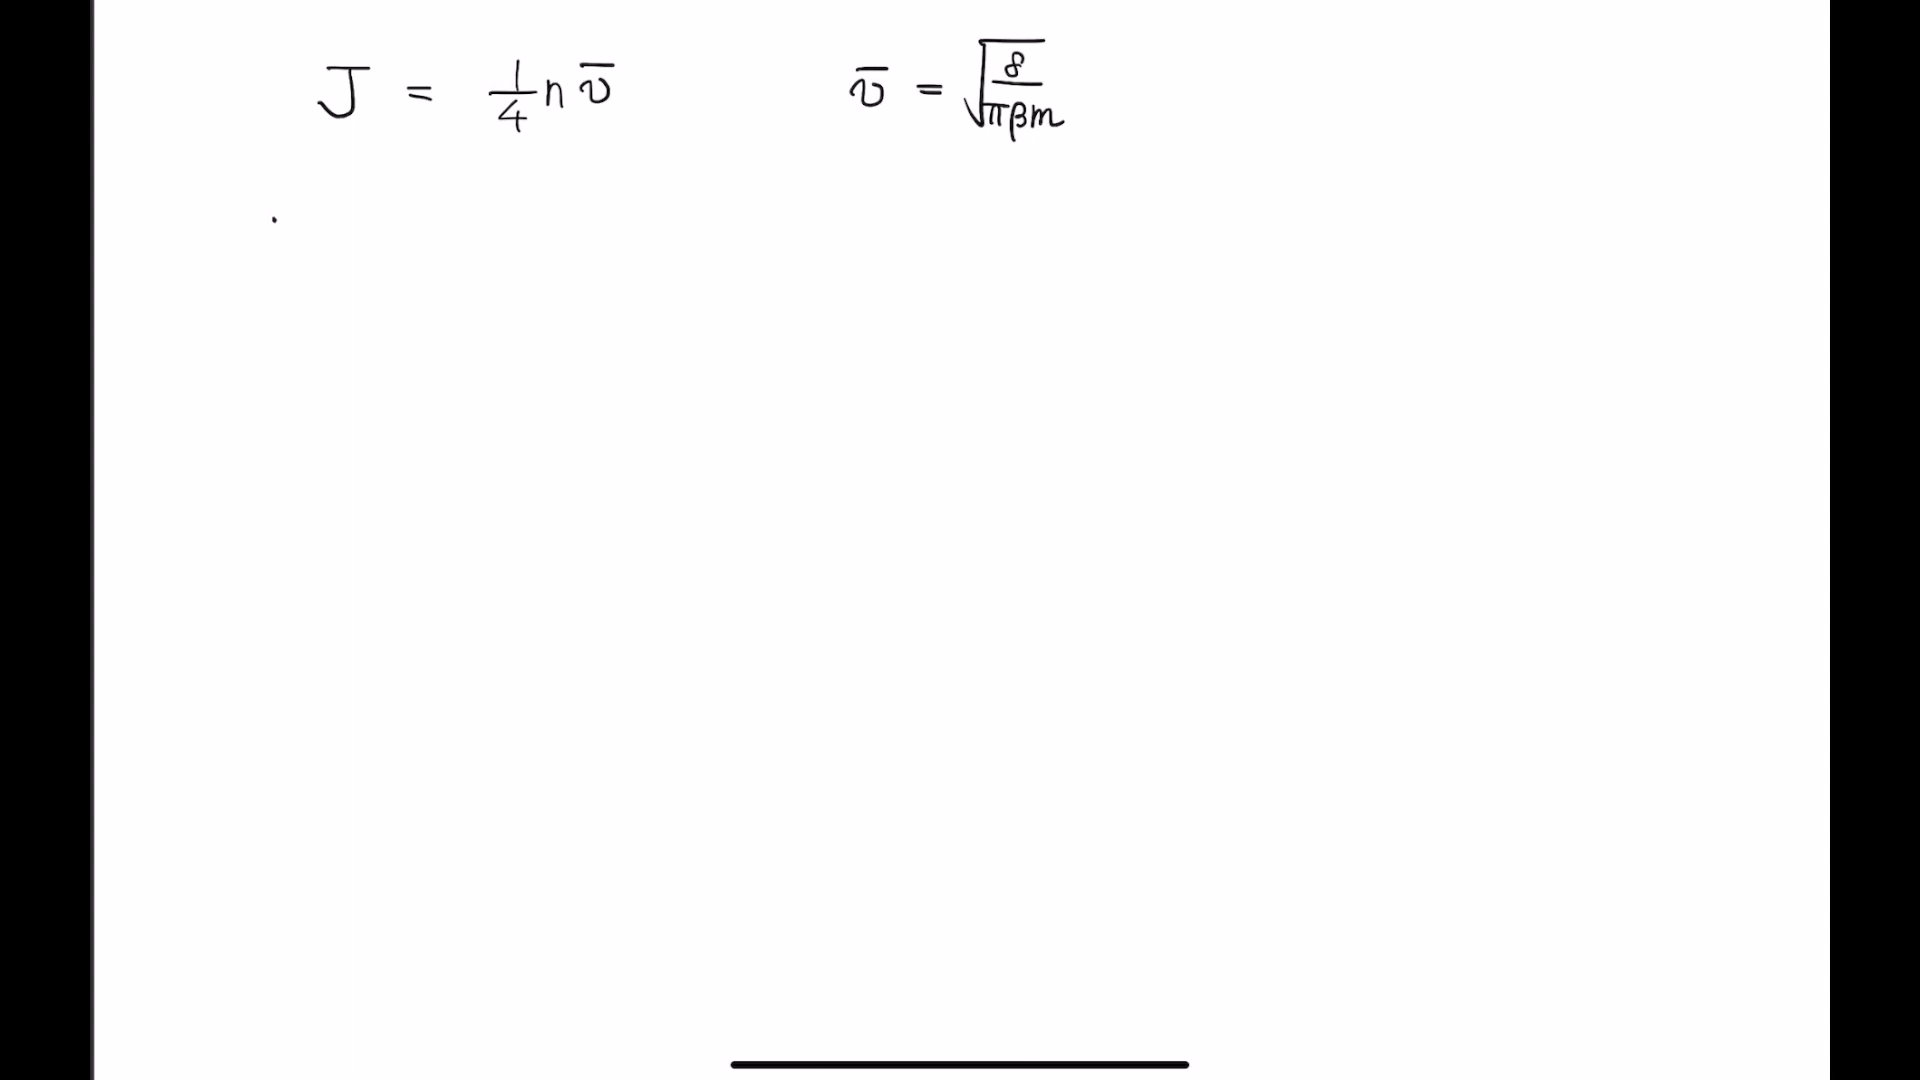 J = 1/4 n v̄    v̄ = √(8/(πβm))